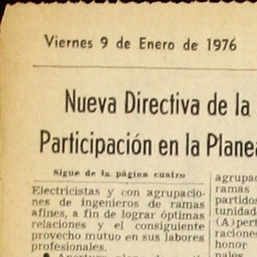 Viernes 9 de Enero de 1976
Nueva Directiva de la
Participación en la Planea
Sigue de la página cuatro
Electricistas y con agrupacio-
nes de ingenieros de ramas
afines, a fin de lograr óptimas
relaciones y el consiguiente
provecho mutuo en sus labores
profesionales.
agrupac
ramas
partidos
tunidad
(A)pert
raciones
honor
nales